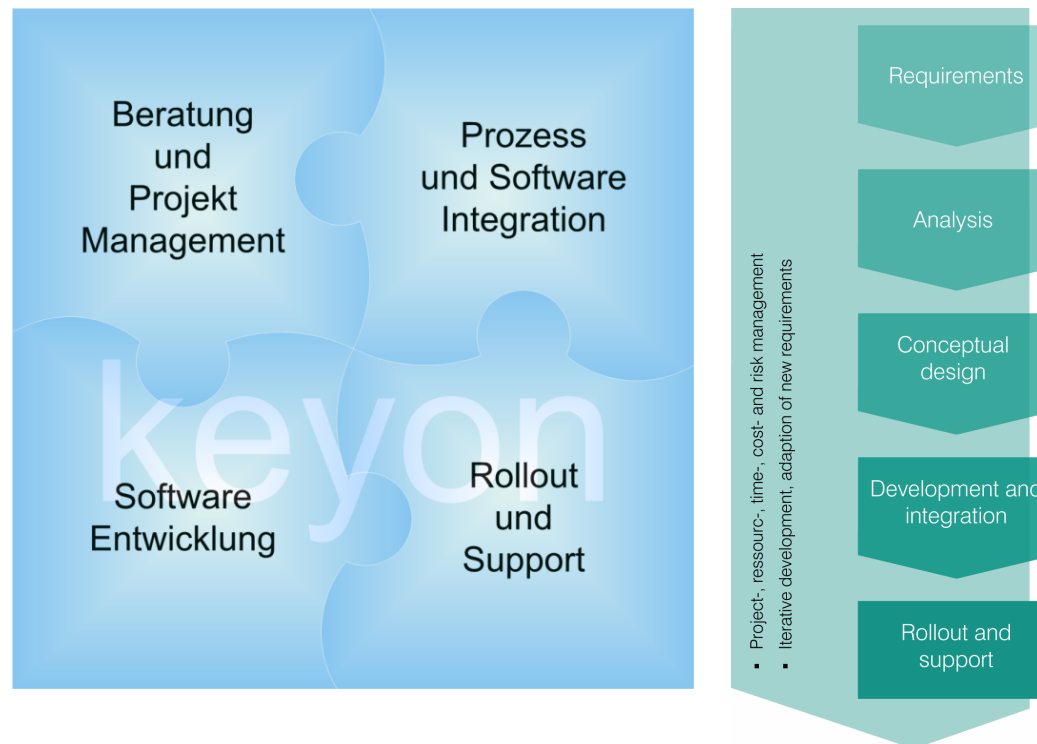 Beratung
und
Projekt
Management
Prozess
und Software
Integration
keyon
Software
Entwicklung
Rollout
und
Support
▪ Project-, ressourc-, time-, cost- and risk management
▪ Iterative development, adaption of new requirements
Requirements
Analysis
Conceptual
design
Development and
integration
Rollout and
support